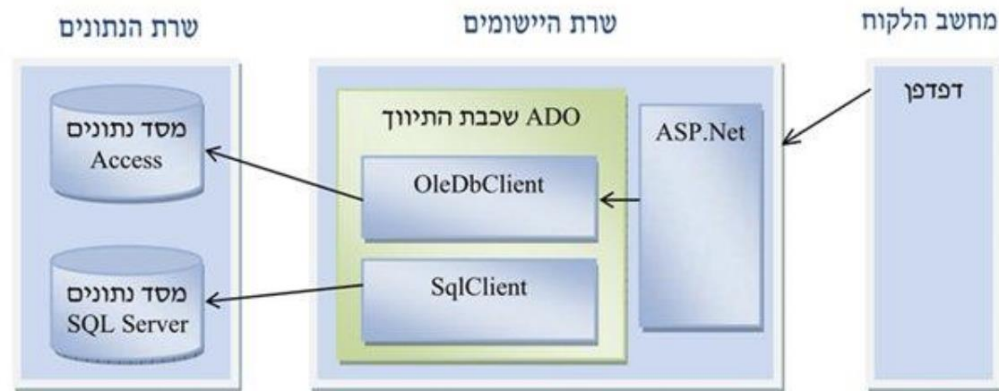 מחשב הלקוח
שרת היישומים
שרת הנתונים
דפדפן
ASP.Net
ADO שכבת התיווך
OleDbClient
SqlClient
מסד נתונים
Access
מסד נתונים
SQL Server